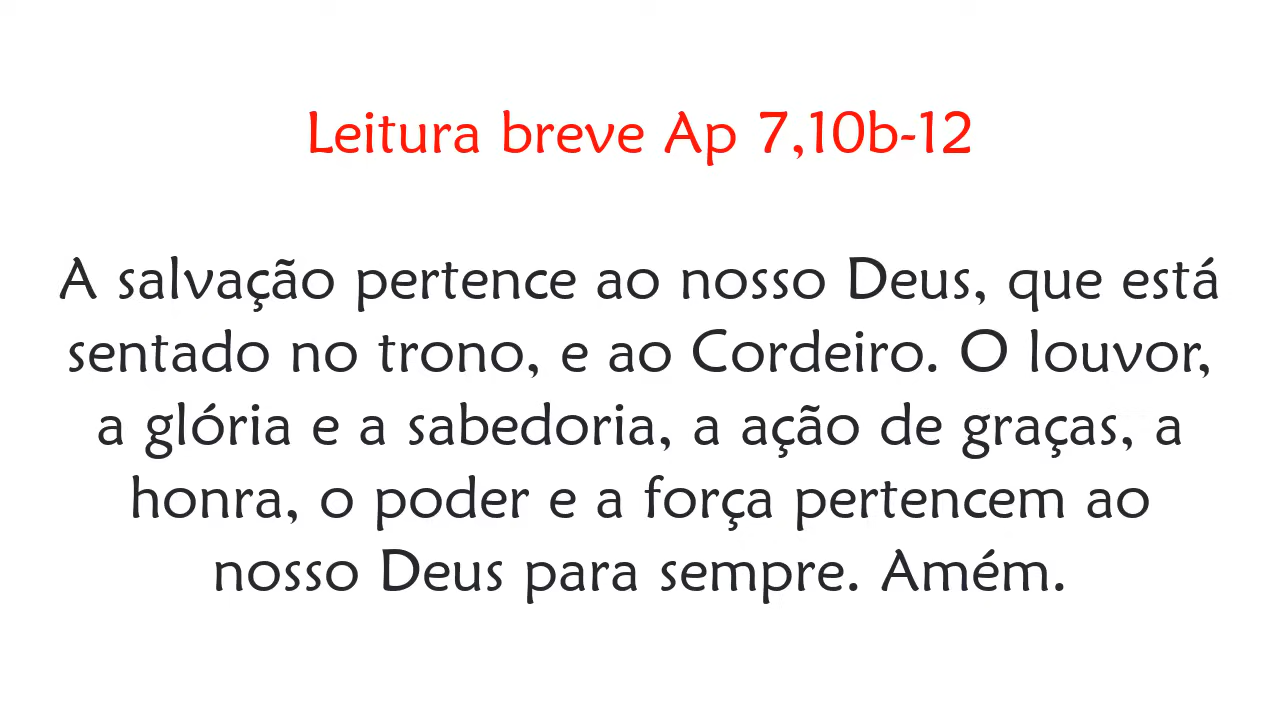 Leitura breve Ap 7,10b-12
A salvação pertence ao nosso Deus, que está
sentado no trono, e ao Cordeiro. O louvor,
a glória e a sabedoria, a ação de graças, a
honra, o poder e a força pertencem ao
nosso Deus para sempre. Amém.